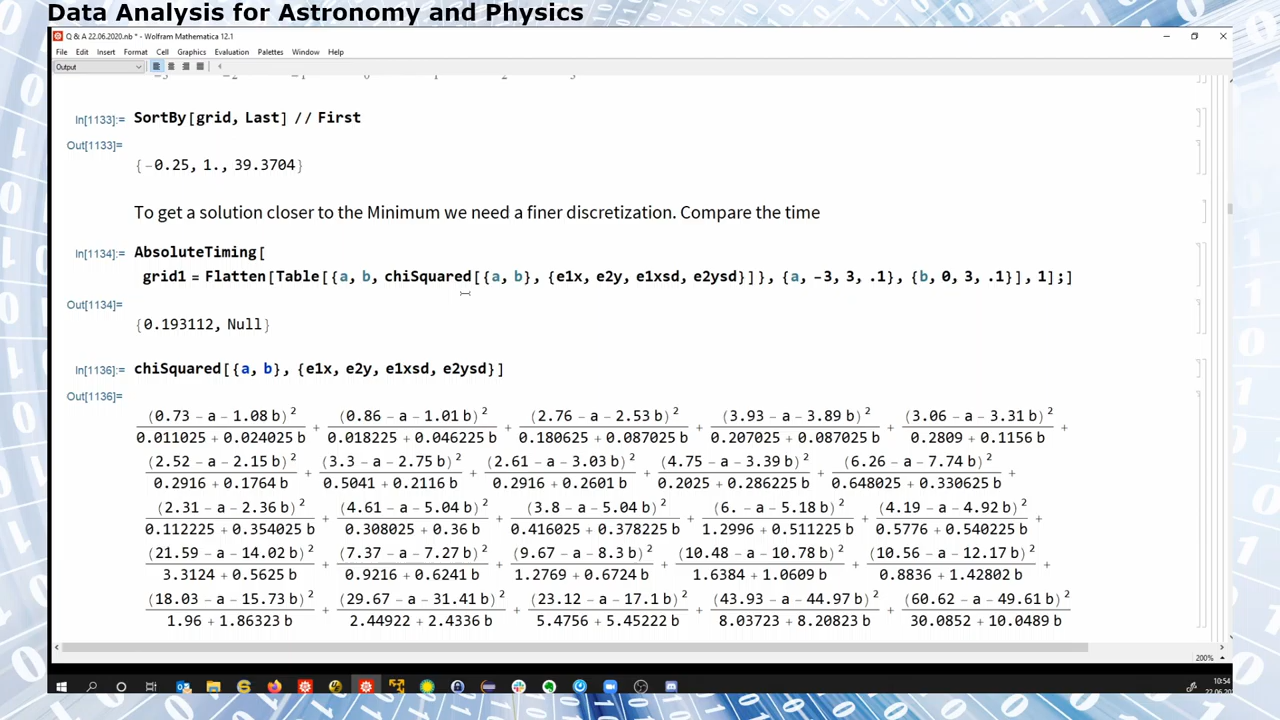 Data Analysis for Astronomy and Physics
Q & A 22.06.2020.nb * - Wolfram Mathematica 12.1
File Edit Insert Format Cell Graphics Evaluation Palettes Window Help
Output
In[1133]:= SortBy[grid, Last] // First
Out[1133]=
{-0.25, 1., 39.3704}
To get a solution closer to the Minimum we need a finer discretization. Compare the time
In[1134]:= AbsoluteTiming[
grid1 = Flatten[Table[{a, b, chiSquared[{a, b}, {e1x, e2y, e1xsd, e2ysd}]}, {a, -3, 3, .1}, {b, 0, 3, .1}], 1];]
Out[1134]=
{0.193112, Null}
In[1136]:= chiSquared[{a, b}, {e1x, e2y, e1xsd, e2ysd}]
Out[1136]=
(0.73 - a - 1.08 b)² + (0.86 - a - 1.01 b)² + (2.76 - a - 2.53 b)² + (3.93 - a - 3.89 b)² + (3.06 - a - 3.31 b)² +
0.011025 + 0.024025 b 0.018225 + 0.046225 b 0.180625 + 0.087025 b 0.207025 + 0.087025 b 0.2809 + 0.1156 b
(2.52 - a - 2.15 b)² + (3.3 - a - 2.75 b)² + (2.61 - a - 3.03 b)² + (4.75 - a - 3.39 b)² + (6.26 - a - 7.74 b)² +
0.2916 + 0.1764 b 0.5041 + 0.2116 b 0.2916 + 0.2601 b 0.2025 + 0.286225 b 0.648025 + 0.330625 b
(2.31 - a - 2.36 b)² + (4.61 - a - 5.04 b)² + (3.8 - a - 5.04 b)² + (6. - a - 5.18 b)² + (4.19 - a - 4.92 b)² +
0.112225 + 0.354025 b 0.308025 + 0.36 b 0.416025 + 0.378225 b 1.2996 + 0.511225 b 0.5776 + 0.540225 b
(21.59 - a - 14.02 b)² + (7.37 - a - 7.27 b)² + (9.67 - a - 8.3 b)² + (10.48 - a - 10.78 b)² + (10.56 - a - 12.17 b)² +
3.3124 + 0.5625 b 0.9216 + 0.6241 b 1.2769 + 0.6724 b 1.6384 + 1.0609 b 0.8836 + 1.42802 b
(18.03 - a - 15.73 b)² + (29.67 - a - 31.41 b)² + (23.12 - a - 17.1 b)² + (43.93 - a - 44.97 b)² + (60.62 - a - 49.61 b)²
1.96 + 1.86323 b 2.44922 + 2.4336 b 5.4756 + 5.45222 b 8.03723 + 8.20823 b 30.0852 + 10.0489 b
200%
10:54